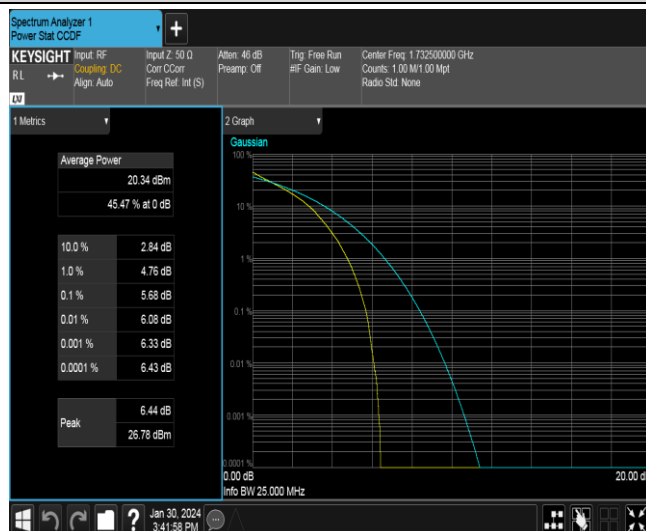 Spectrum Analyzer 1
Power Stat CCDF
+
KEYSIGHT
RL
LXI
Input: RF
Coupling: DC
Align: Auto
Input Z: 50 Ω
Corr CCorr
Freq Ref: Int (S)
Atten: 46 dB
Preamp: Off
Trig: Free Run
#IF Gain: Low
Center Freq: 1.732500000 GHz
Counts: 1.00 M/1.00 Mpt
Radio Std: None
1 Metrics
Average Power
20.34 dBm
45.47 % at 0 dB
10.0 % 2.84 dB
1.0 % 4.76 dB
0.1 % 5.68 dB
0.01 % 6.08 dB
0.001 % 6.33 dB
0.0001 % 6.43 dB
Peak
6.44 dB
26.78 dBm
2 Graph
Gaussian
100 %
10 %
1 %
0.1 %
0.01 %
0.001 %
0.0001 %
0.00 dB
20.00 d
Info BW 25.000 MHz
?
Jan 30, 2024
3:41:58 PM